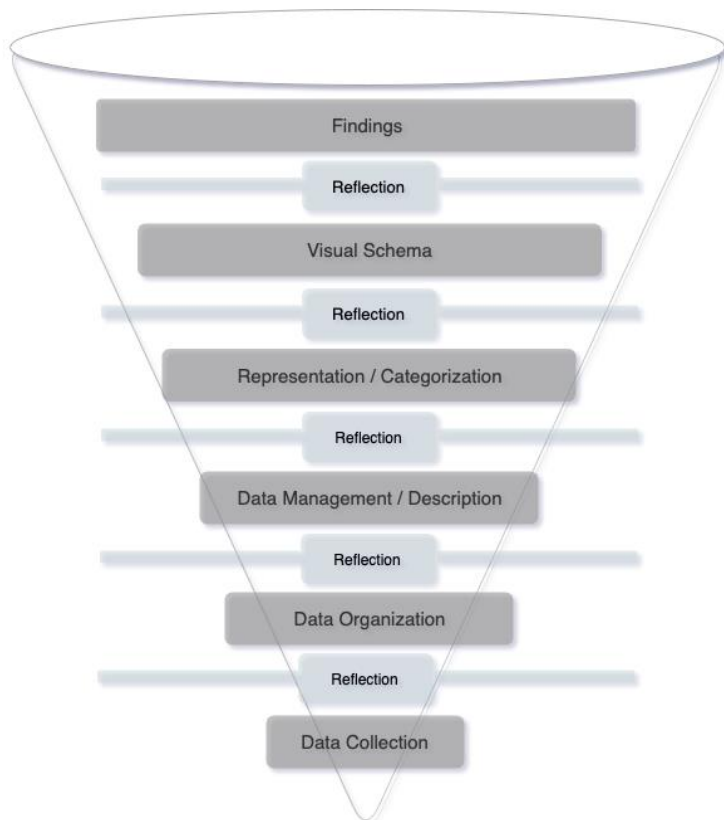 Findings
Reflection
Visual Schema
Reflection
Representation / Categorization
Reflection
Data Management / Description
Reflection
Data Organization
Reflection
Data Collection